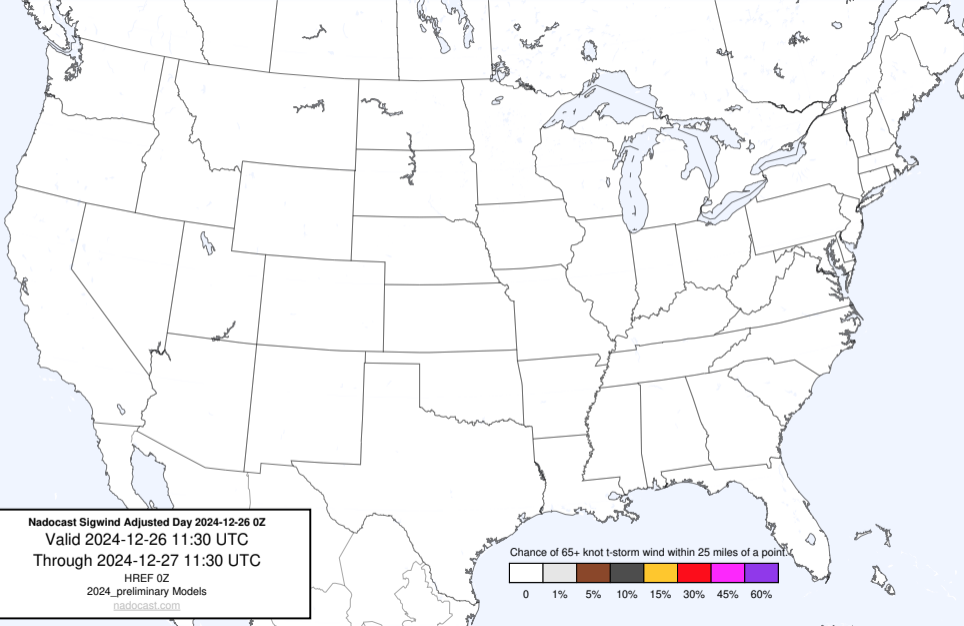 Nadocast Sigwind Adjusted Day 2024-12-26 0Z
Valid 2024-12-26 11:30 UTC
Through 2024-12-27 11:30 UTC
HREF 0Z
2024_preliminary Models
nadocast.com
Chance of 65+ knot t-storm wind within 25 miles of a point.
0 1% 5% 10% 15% 30% 45% 60%